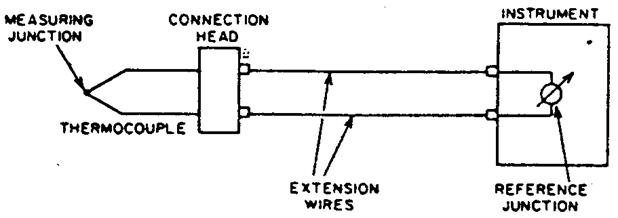 MEASURING
JUNCTION
CONNECTION
HEAD
INSTRUMENT
THERMOCOUPLE
EXTENSION
WIRES
REFERENCE
JUNCTION